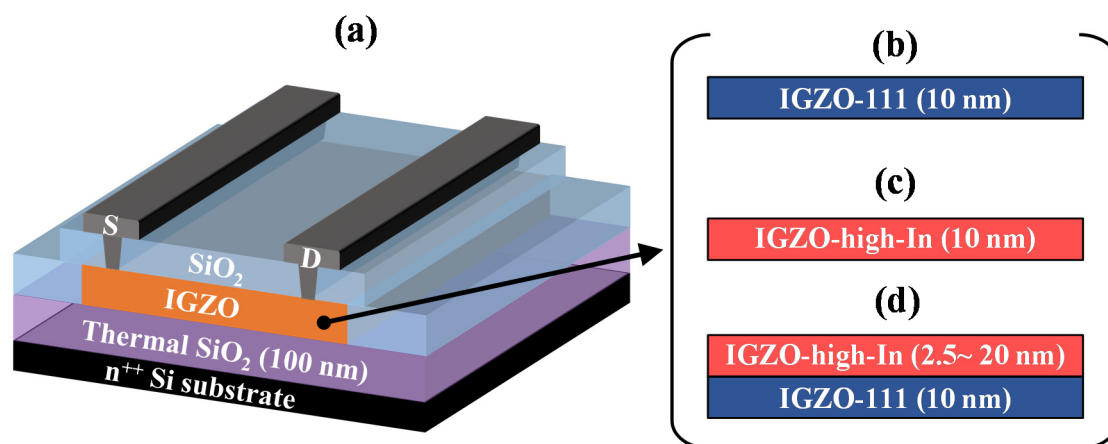 (a)
S
D
SiO₂
IGZO
Thermal SiO₂ (100 nm)
n⁺⁺ Si substrate
(b)
IGZO-111 (10 nm)
(c)
IGZO-high-In (10 nm)
(d)
IGZO-high-In (2.5~ 20 nm)
IGZO-111 (10 nm)